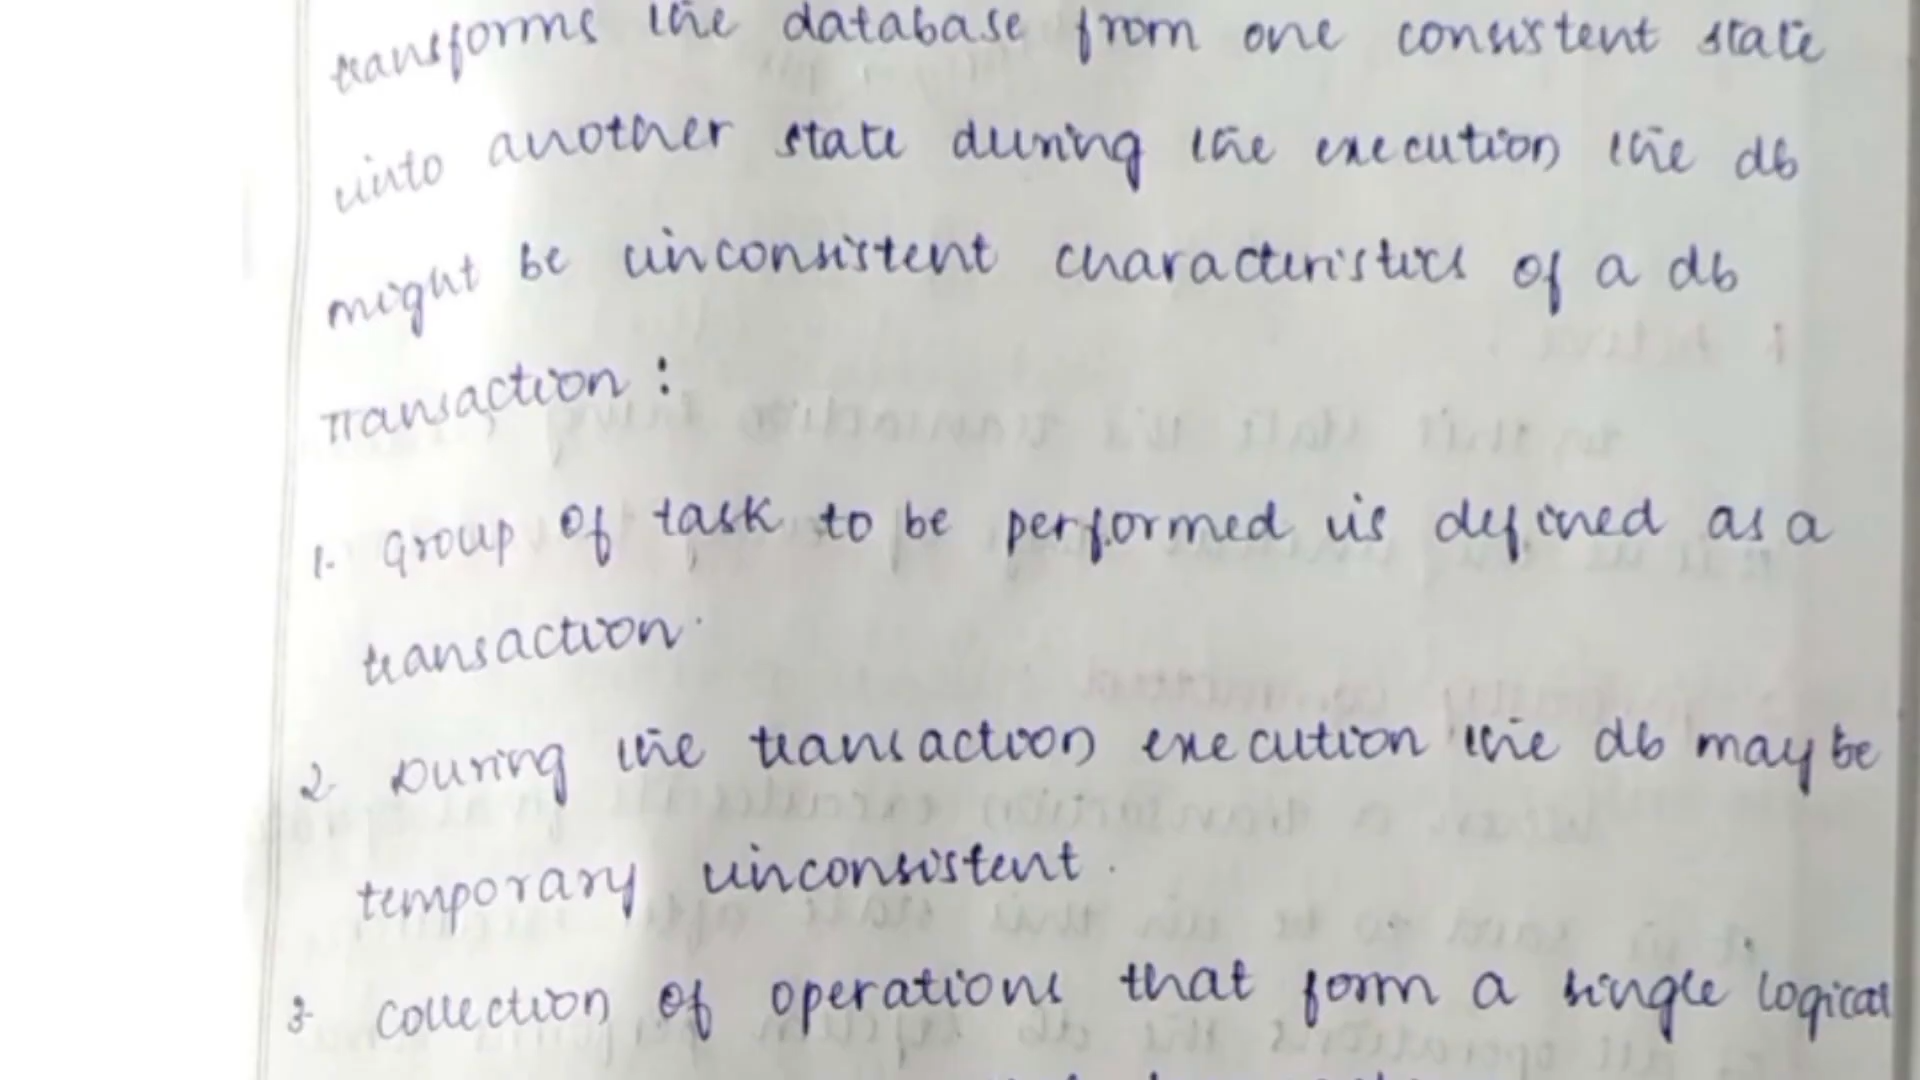 transforms the database from one consistent state
into another state during the execution the db
might be inconsistent characteristics of a db
Transaction :
1. Group of task to be performed is defined as a
transaction.
2. During the transaction execution the db may be
temporary inconsistent.
3. collection of operations that form a single logical